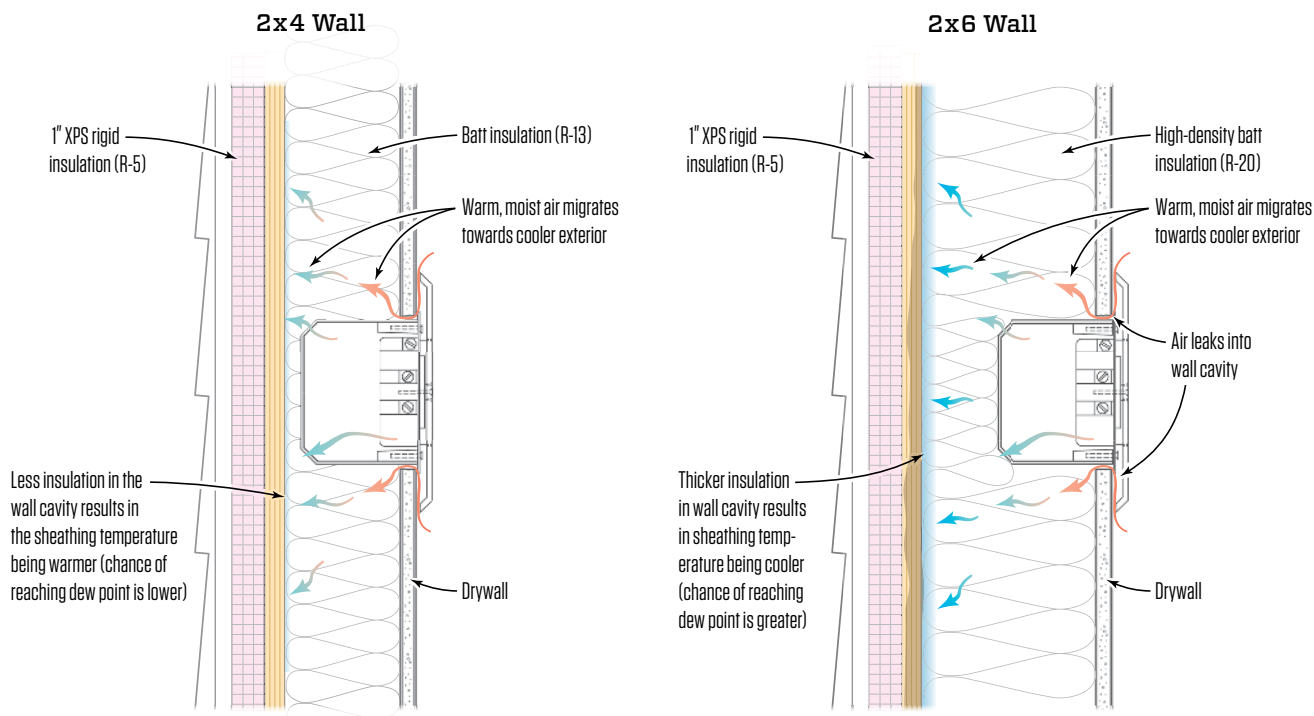 2x4 Wall
1" XPS rigid
insulation (R-5)
Batt insulation (R-13)
Warm, moist air migrates
towards cooler exterior
Less insulation in the
wall cavity results in
the sheathing temperature
being warmer (chance of
reaching dew point is lower)
Drywall
2x6 Wall
1" XPS rigid
insulation (R-5)
High-density batt
insulation (R-20)
Warm, moist air migrates
towards cooler exterior
Air leaks into
wall cavity
Thicker insulation
in wall cavity results
in sheathing temp-
erature being cooler
(chance of reaching
dew point is greater)
Drywall